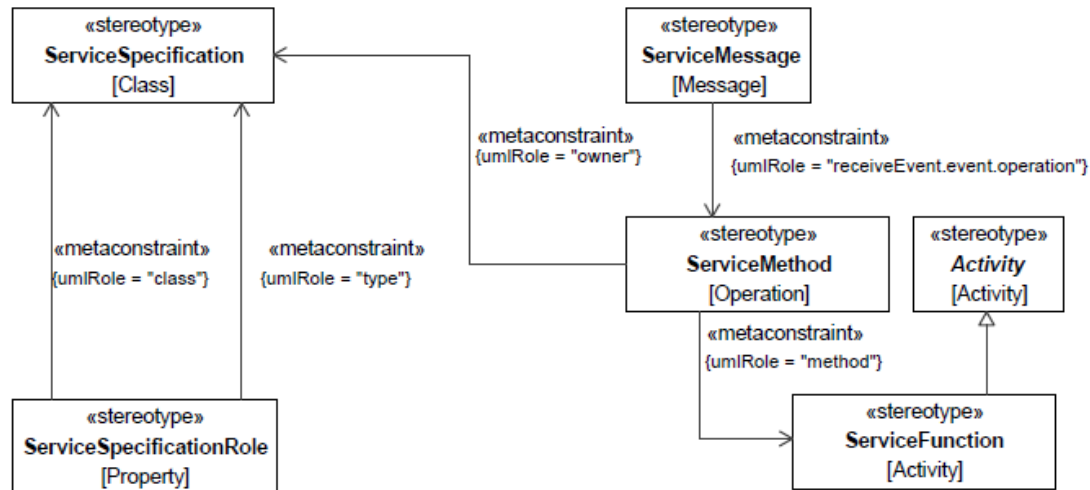 «stereotype»
ServiceSpecification
[Class]
«stereotype»
ServiceMessage
[Message]
«metaconstraint»
{umlRole = "owner"}
«metaconstraint»
{umlRole = "receiveEvent.event.operation"}
«stereotype»
ServiceMethod
[Operation]
«stereotype»
Activity
[Activity]
«metaconstraint»
{umlRole = "class"}
«metaconstraint»
{umlRole = "type"}
«metaconstraint»
{umlRole = "method"}
«stereotype»
ServiceSpecificationRole
[Property]
«stereotype»
ServiceFunction
[Activity]